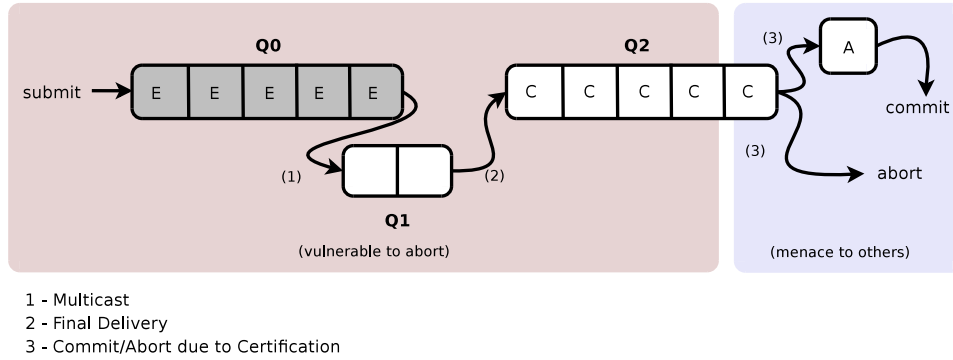 Q0
Q2
(3)
A
submit
E E E E E
C C C C C
commit
(1)
(2)
(3)
abort
Q1
(vulnerable to abort)
(menace to others)
1 - Multicast
2 - Final Delivery
3 - Commit/Abort due to Certification